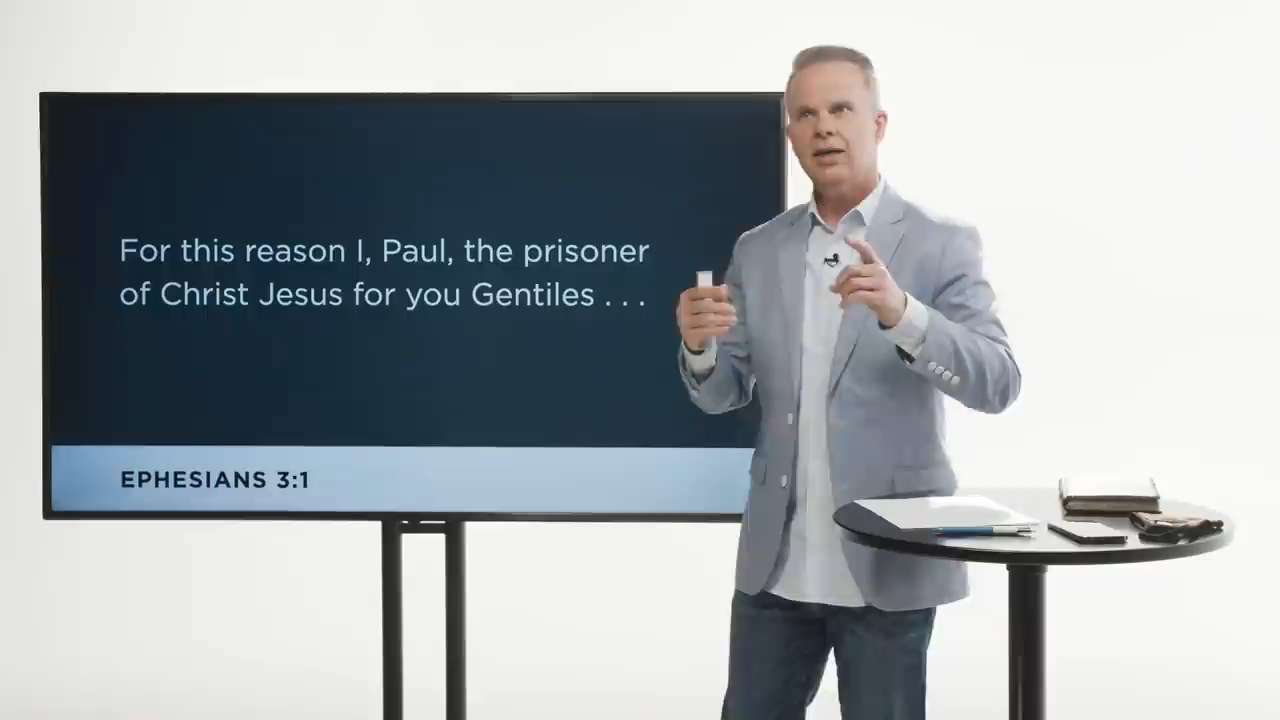 For this reason I, Paul, the prisoner
of Christ Jesus for you Gentiles . . .
EPHESIANS 3:1